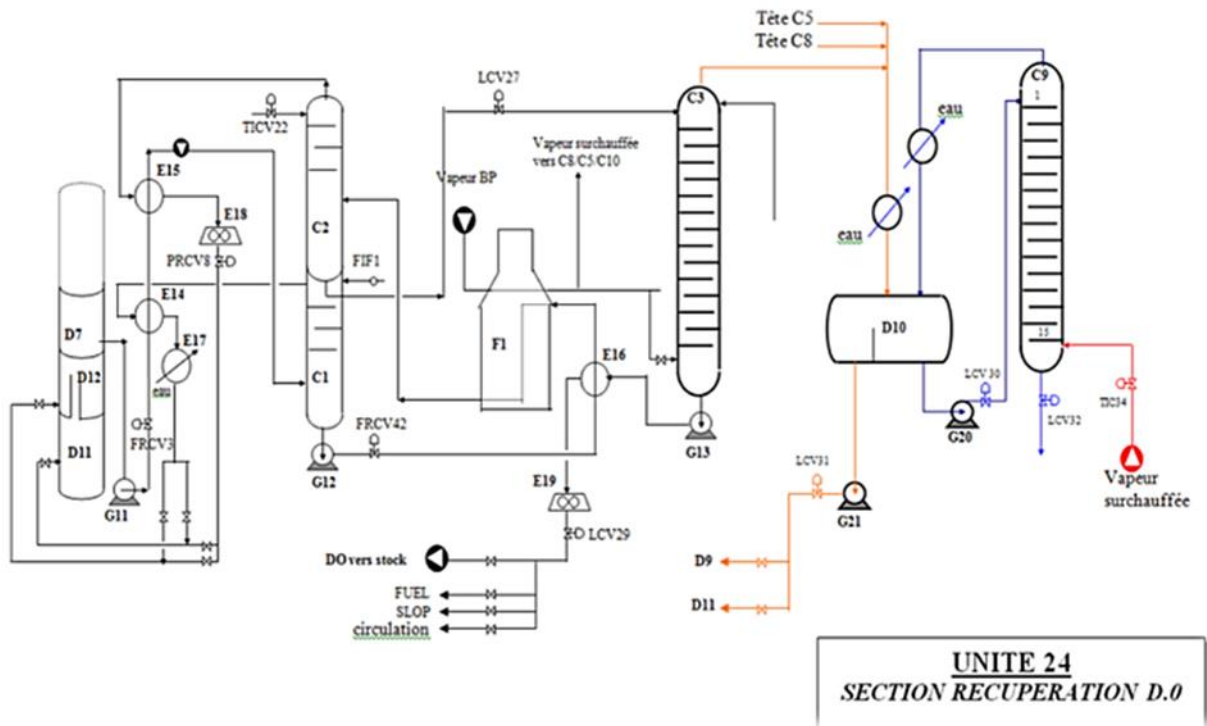 Tête C5
Tête C8
LCV27
C9
1
C3
TICV22
eau
Vapeur surchauffée
vers C8/C5/C10
E15
Vapeur BP
E18
C2
eau
PRCV8
FIF1
E14
D10
D7
E17
F1
15
E16
D12
eau
C1
LCV30
TIC34
FRCV3
FRCV42
LCV32
D11
G20
G13
G11
G12
LCV31
Vapeur
surchauffée
E19
G21
LCV29
DO vers stock
D9
FUEL
SLOP
D11
circulation
UNITE 24
SECTION RECUPERATION D.0